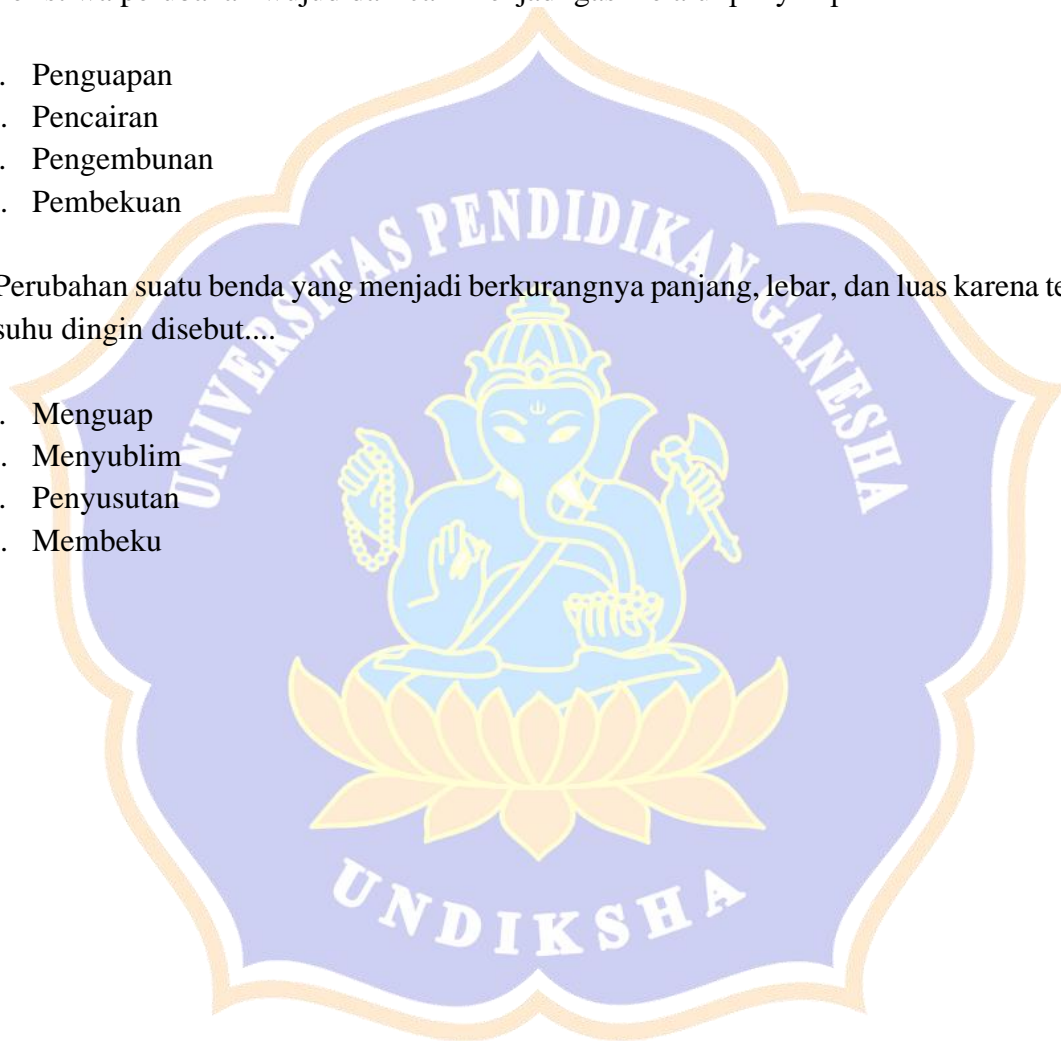 . Penguapan
. Pencairan
. Pengembunan
. Pembekuan
Perubahan suatu benda yang menjadi berkurangnya panjang, lebar, dan luas karena
suhu dingin disebut....
. Menguap
. Menyublim
. Penyusutan
. Membeku
UNIVERSITAS PENDIDIKAN GANESHA
UNDIKSHA